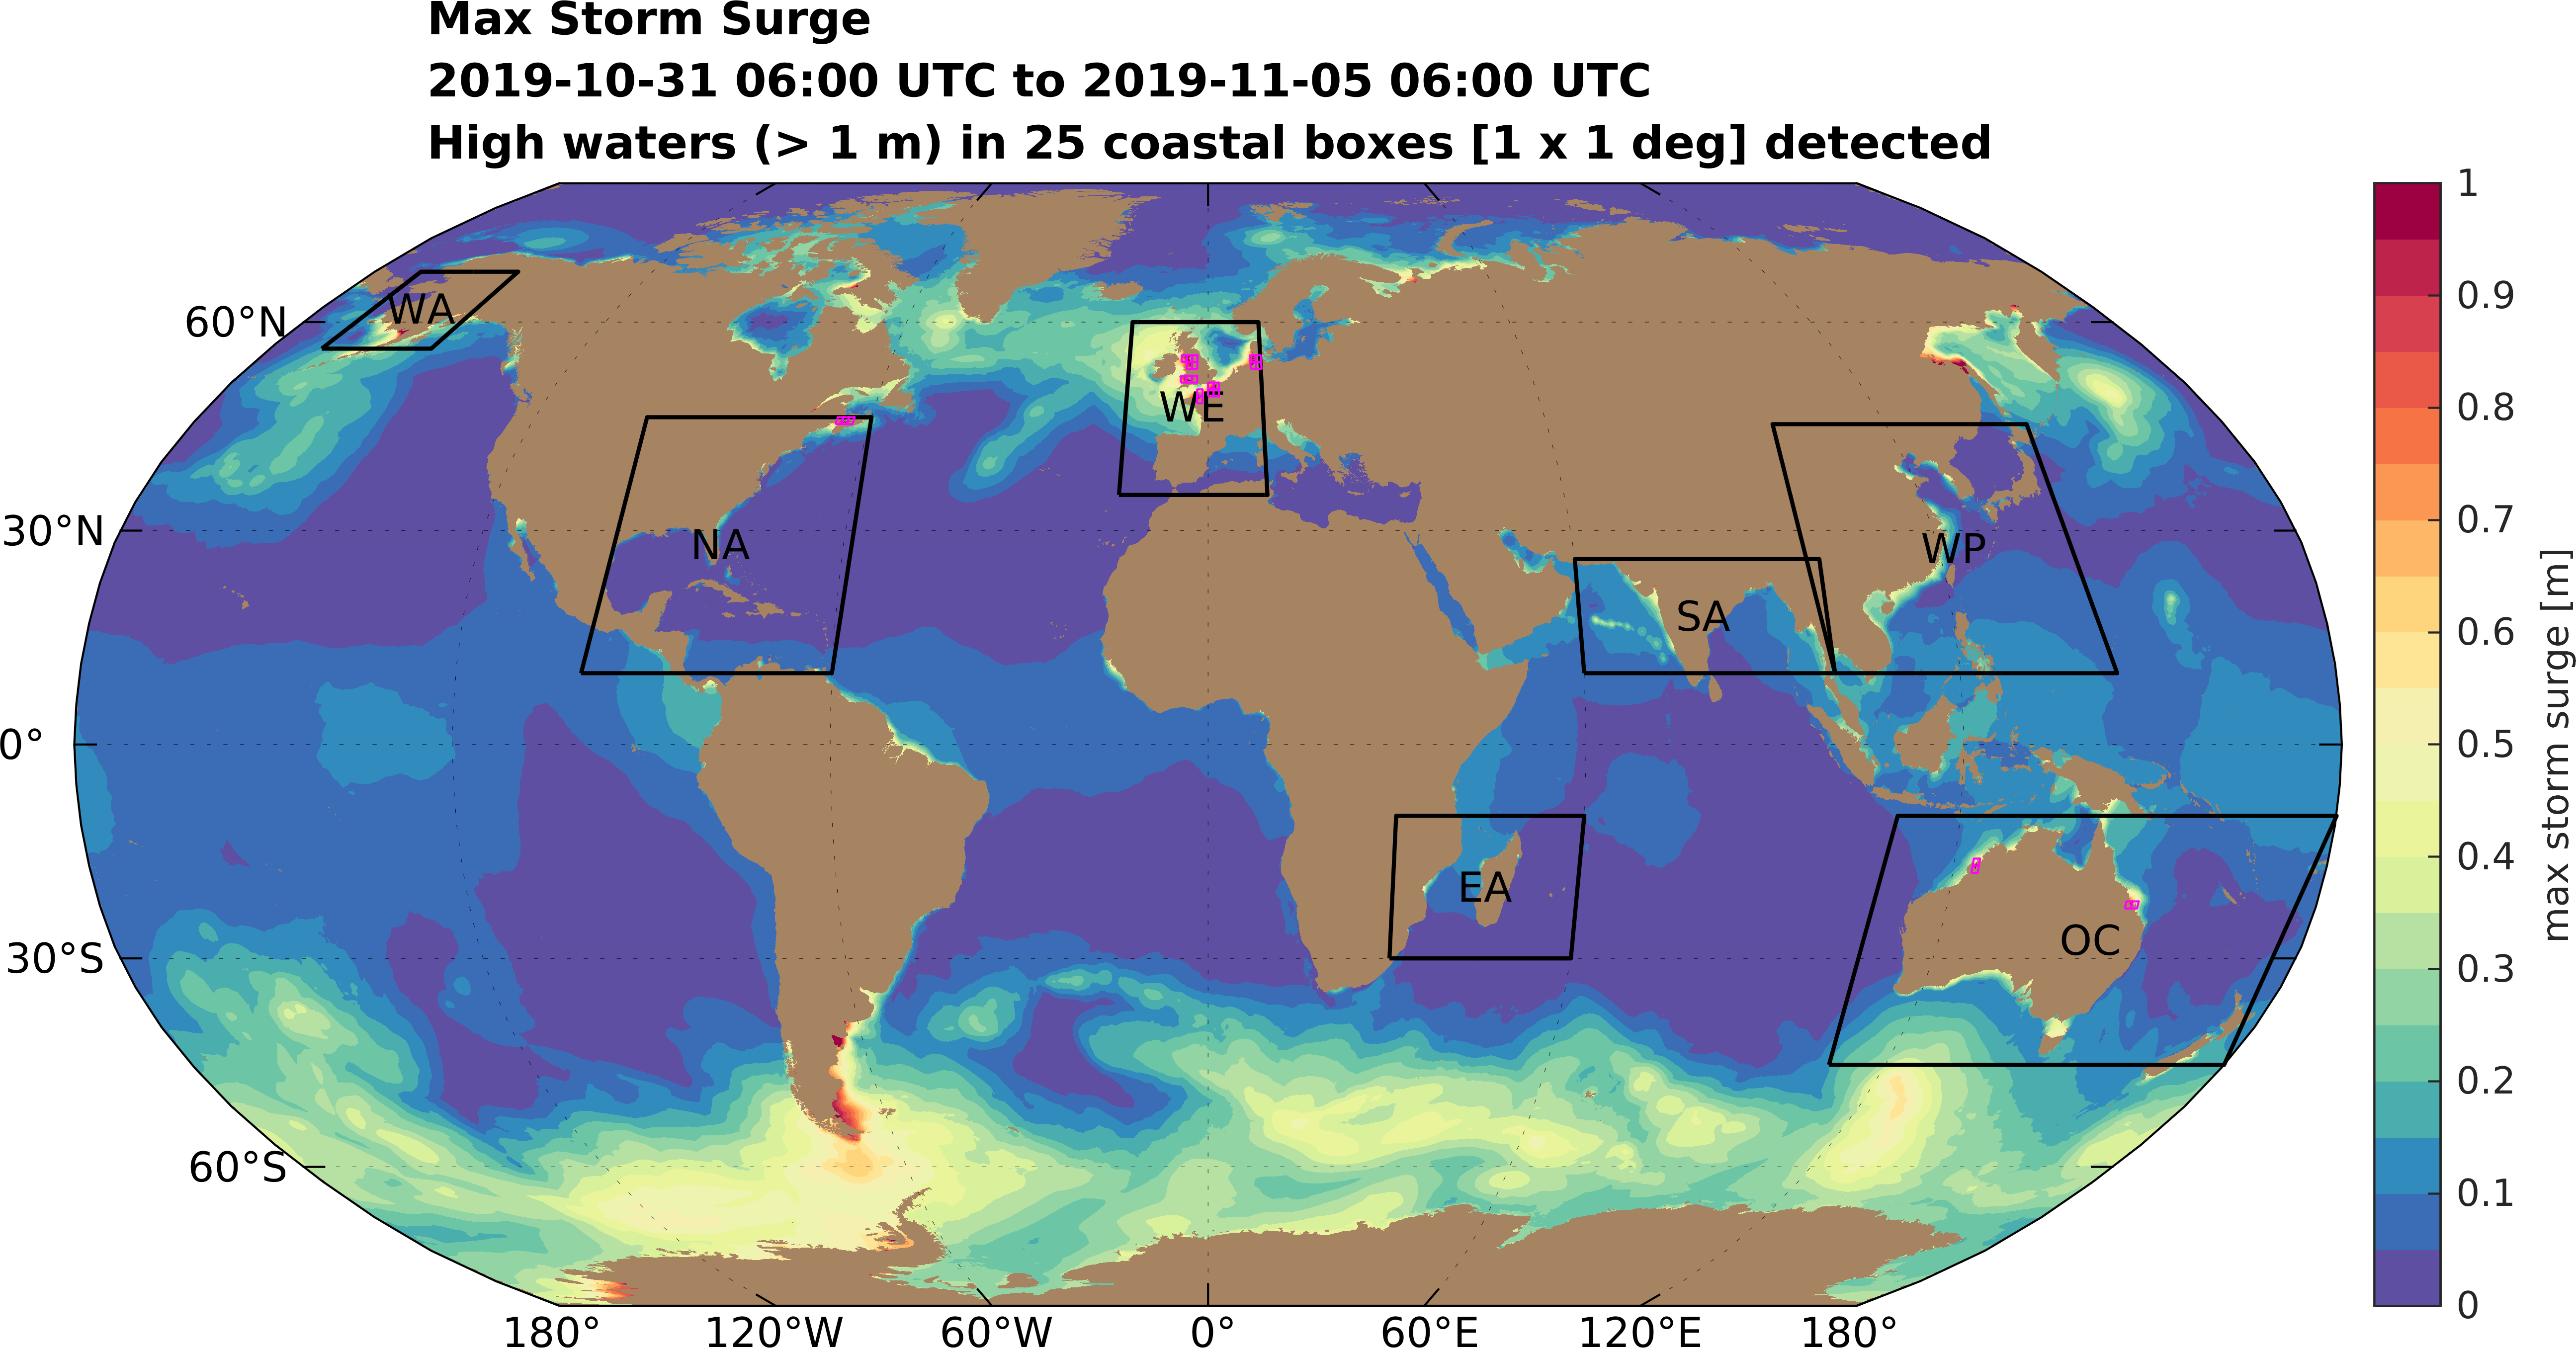 Max Storm Surge
2019-10-31 06:00 UTC to 2019-11-05 06:00 UTC
High waters (> 1 m) in 25 coastal boxes [1 x 1 deg] detected
60°N
30°N
0°
30°S
60°S
WA
NA
WE
SA
WP
EA
OC
180°
120°W
60°W
0°
60°E
120°E
180°
1
0.9
0.8
0.7
0.6
0.5
0.4
0.3
0.2
0.1
0
max storm surge [m]